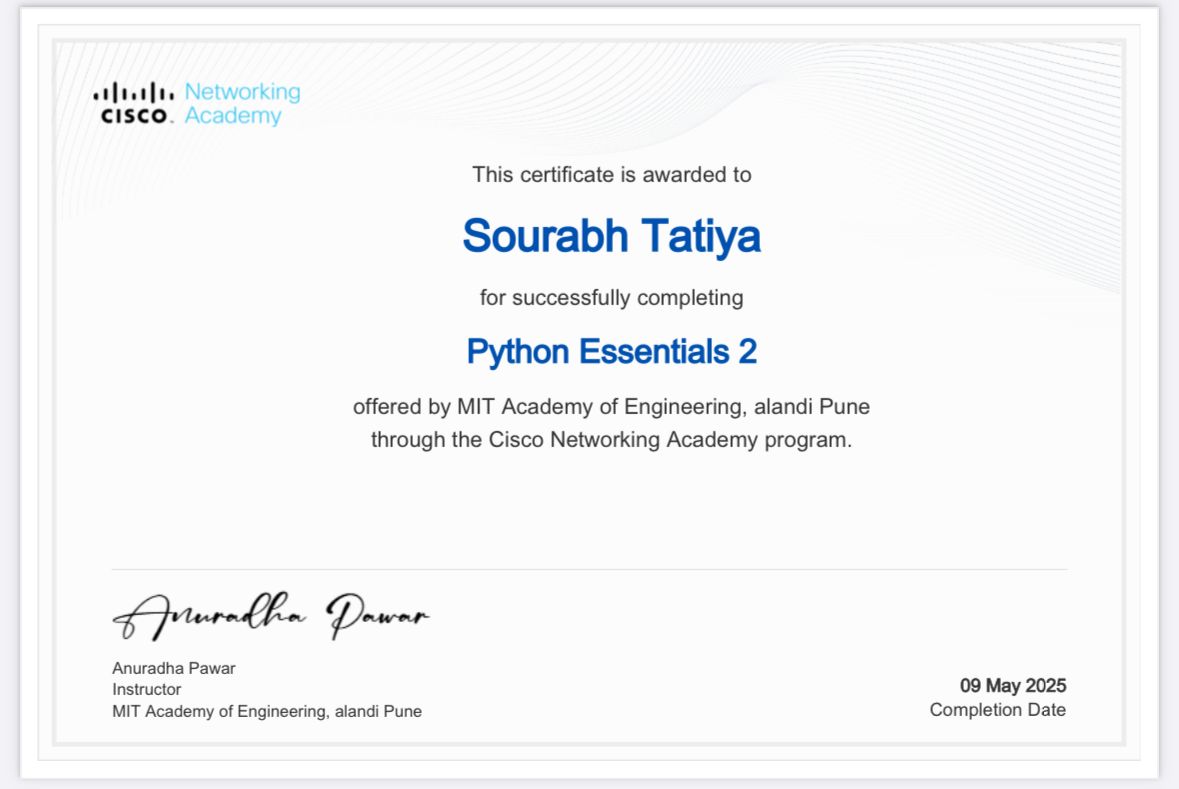 Networking
CISCO Academy
This certificate is awarded to
Sourabh Tatiya
for successfully completing
Python Essentials 2
offered by MIT Academy of Engineering, alandi Pune
through the Cisco Networking Academy program.
Anuradha Pawar
Anuradha Pawar
Instructor
MIT Academy of Engineering, alandi Pune
09 May 2025
Completion Date